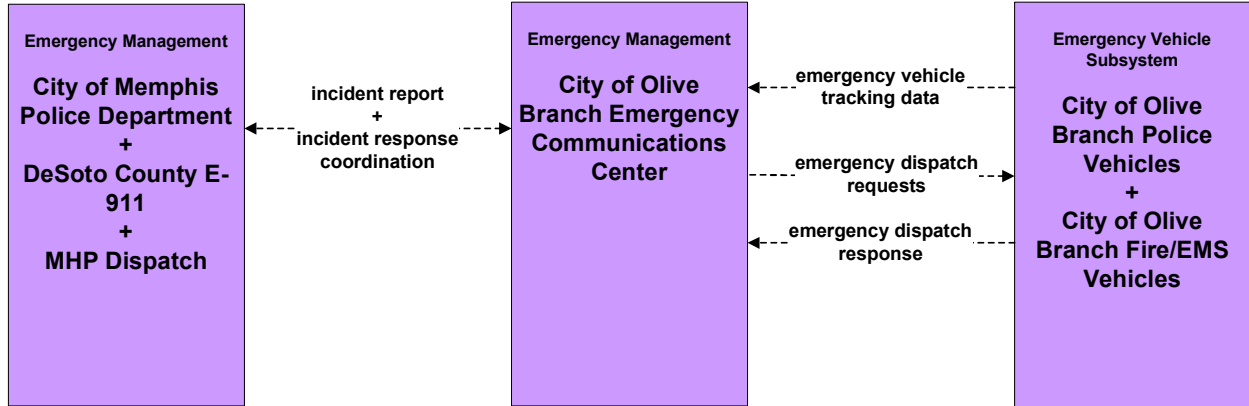 Emergency Management
City of Memphis
Police Department
+
DeSoto County E-
911
+
MHP Dispatch
incident report
+
incident response
coordination
Emergency Management
City of Olive
Branch Emergency
Communications
Center
emergency vehicle
tracking data
emergency dispatch
requests
emergency dispatch
response
Emergency Vehicle
Subsystem
City of Olive
Branch Police
Vehicles
+
City of Olive
Branch Fire/EMS
Vehicles